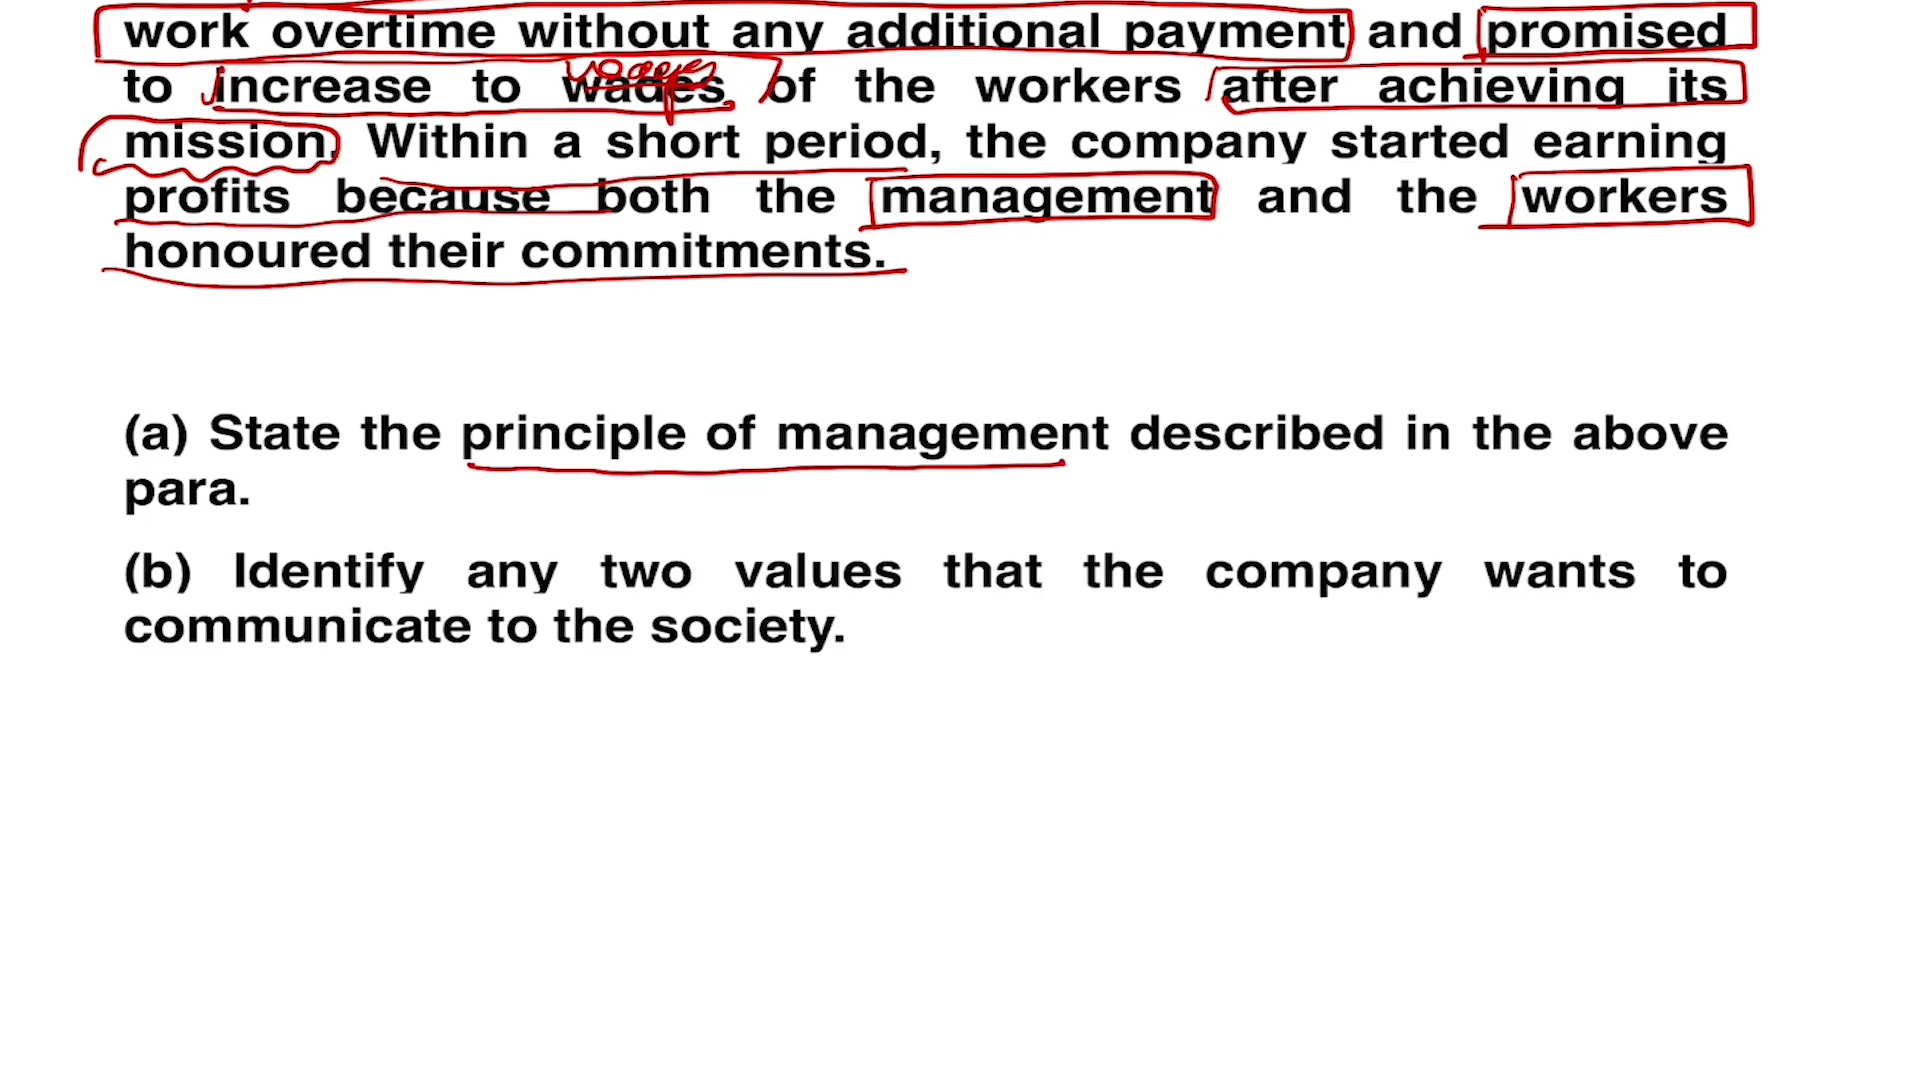 work overtime without any additional payment and promised
wages
to increase to wades of the workers after achieving its
mission. Within a short period, the company started earning
profits because both the management and the workers
honoured their commitments.
(a) State the principle of management described in the above
para.
(b) Identify any two values that the company wants to
communicate to the society.